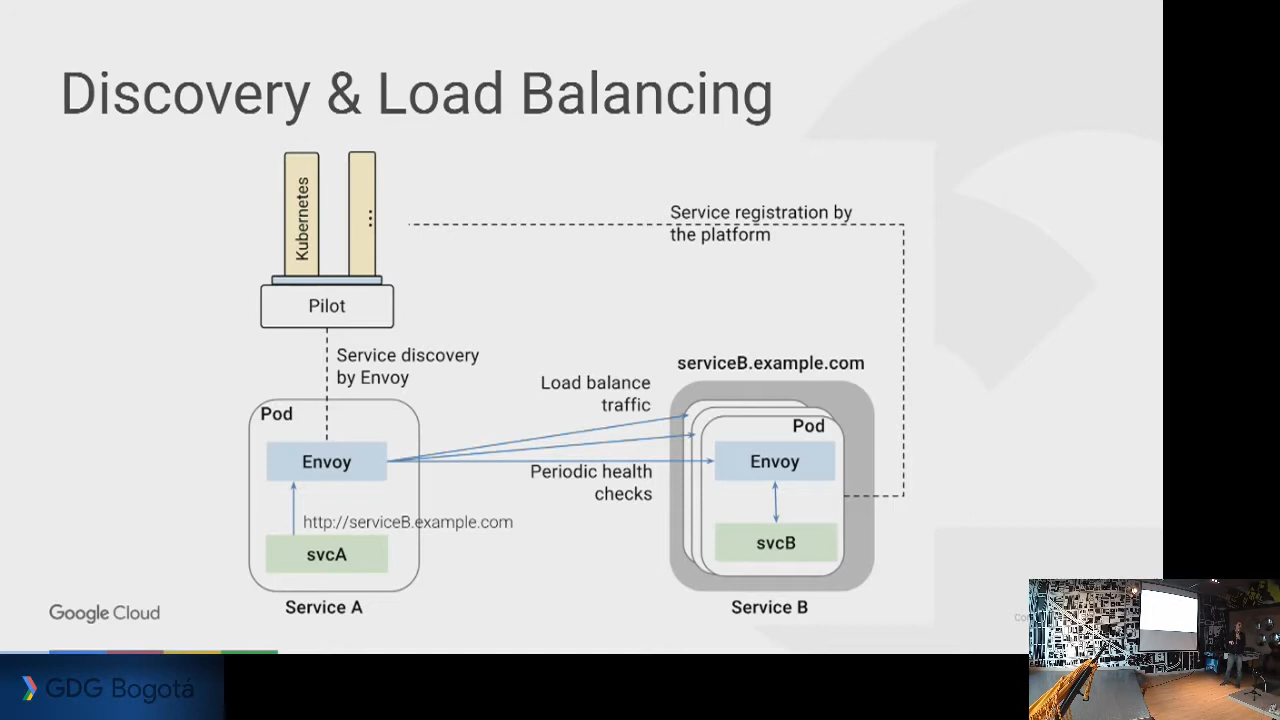 Discovery & Load Balancing
Kubernetes
...
Service registration by
the platform
Pilot
Service discovery
by Envoy
serviceB.example.com
Load balance
traffic
Pod
Pod
Envoy
Envoy
Periodic health
checks
http://serviceB.example.com
svcA
svcB
Service A
Service B
Google Cloud
GDG Bogotá